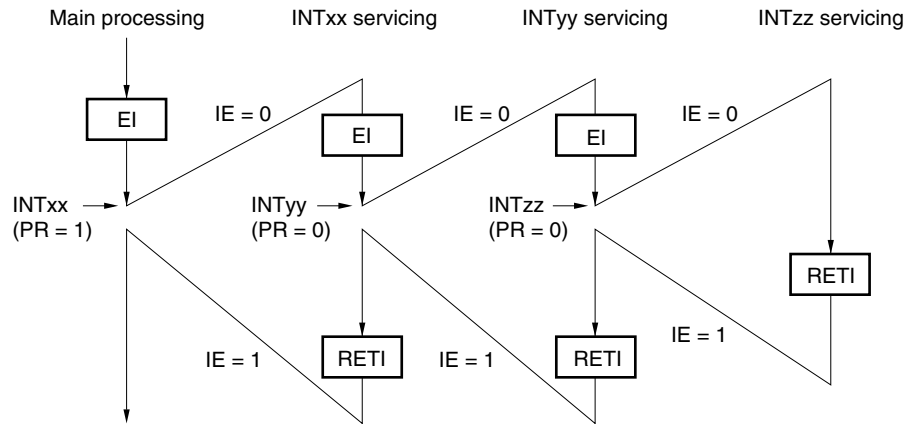 Main processing
INTxx servicing
INTyy servicing
INTzz servicing
EI
IE = 0
EI
IE = 0
EI
IE = 0
INTxx
(PR = 1)
INTyy
(PR = 0)
INTzz
(PR = 0)
RETI
IE = 1
RETI
IE = 1
RETI
IE = 1